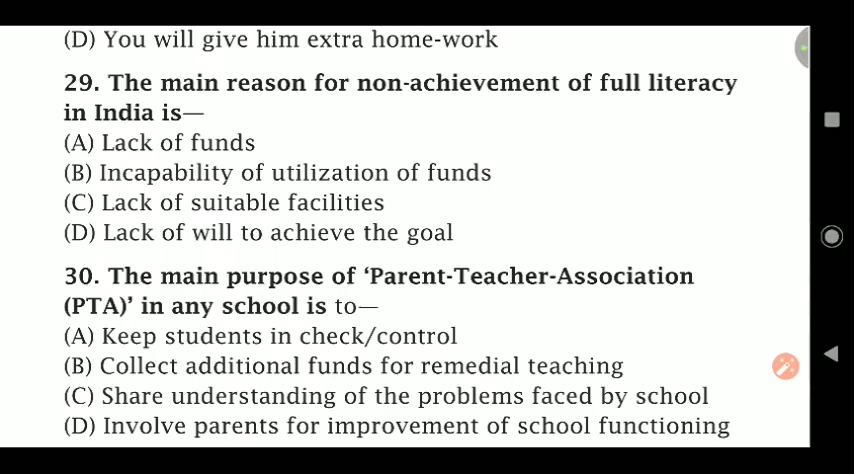 (D) You will give him extra home-work
29. The main reason for non-achievement of full literacy
in India is—
(A) Lack of funds
(B) Incapability of utilization of funds
(C) Lack of suitable facilities
(D) Lack of will to achieve the goal
30. The main purpose of ‘Parent-Teacher-Association
(PTA)’ in any school is to—
(A) Keep students in check/control
(B) Collect additional funds for remedial teaching
(C) Share understanding of the problems faced by school
(D) Involve parents for improvement of school functioning